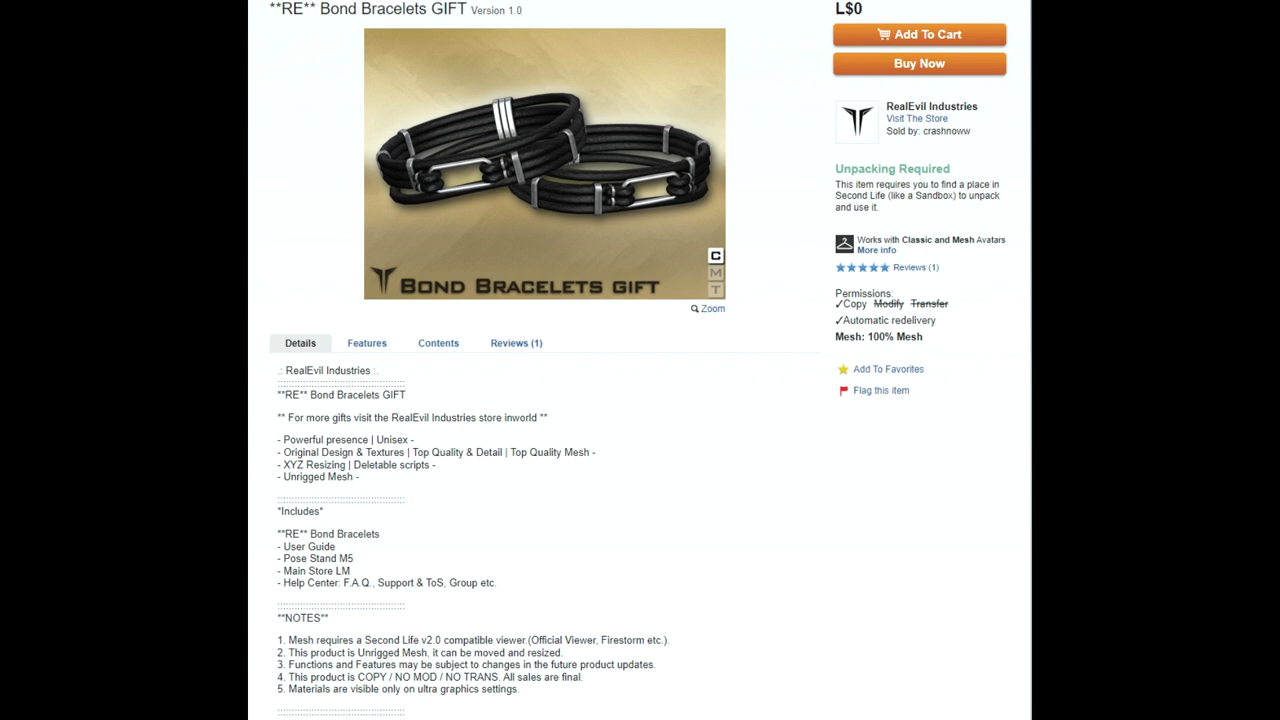 **RE** Bond Bracelets GIFT Version 1.0
C
M
T
BOND BRACELETS GIFT
Zoom
L$0
Add To Cart
Buy Now
RealEvil Industries
Visit The Store
Sold by: crashnoww
Unpacking Required
This item requires you to find a place in
Second Life (like a Sandbox) to unpack
and use it.
Works with Classic and Mesh Avatars
More info
Reviews (1)
Permissions:
✓Copy Modify Transfer
✓Automatic redelivery
Mesh: 100% Mesh
Add To Favorites
Flag this item
Details Features Contents Reviews (1)
.: RealEvil Industries :.
**RE** Bond Bracelets GIFT
** For more gifts visit the RealEvil Industries store inworld **
- Powerful presence | Unisex -
- Original Design & Textures | Top Quality & Detail | Top Quality Mesh -
- XYZ Resizing | Deletable scripts -
- Unrigged Mesh -
*Includes*
**RE** Bond Bracelets
- User Guide
- Pose Stand M5
- Main Store LM
- Help Center: F.A.Q., Support & ToS, Group etc.
**NOTES**
1. Mesh requires a Second Life v2.0 compatible viewer.(Official Viewer, Firestorm etc.).
2. This product is Unrigged Mesh, it can be moved and resized.
3. Functions and Features may be subject to changes in the future product updates.
4. This product is COPY / NO MOD / NO TRANS. All sales are final.
5. Materials are visible only on ultra graphics settings.